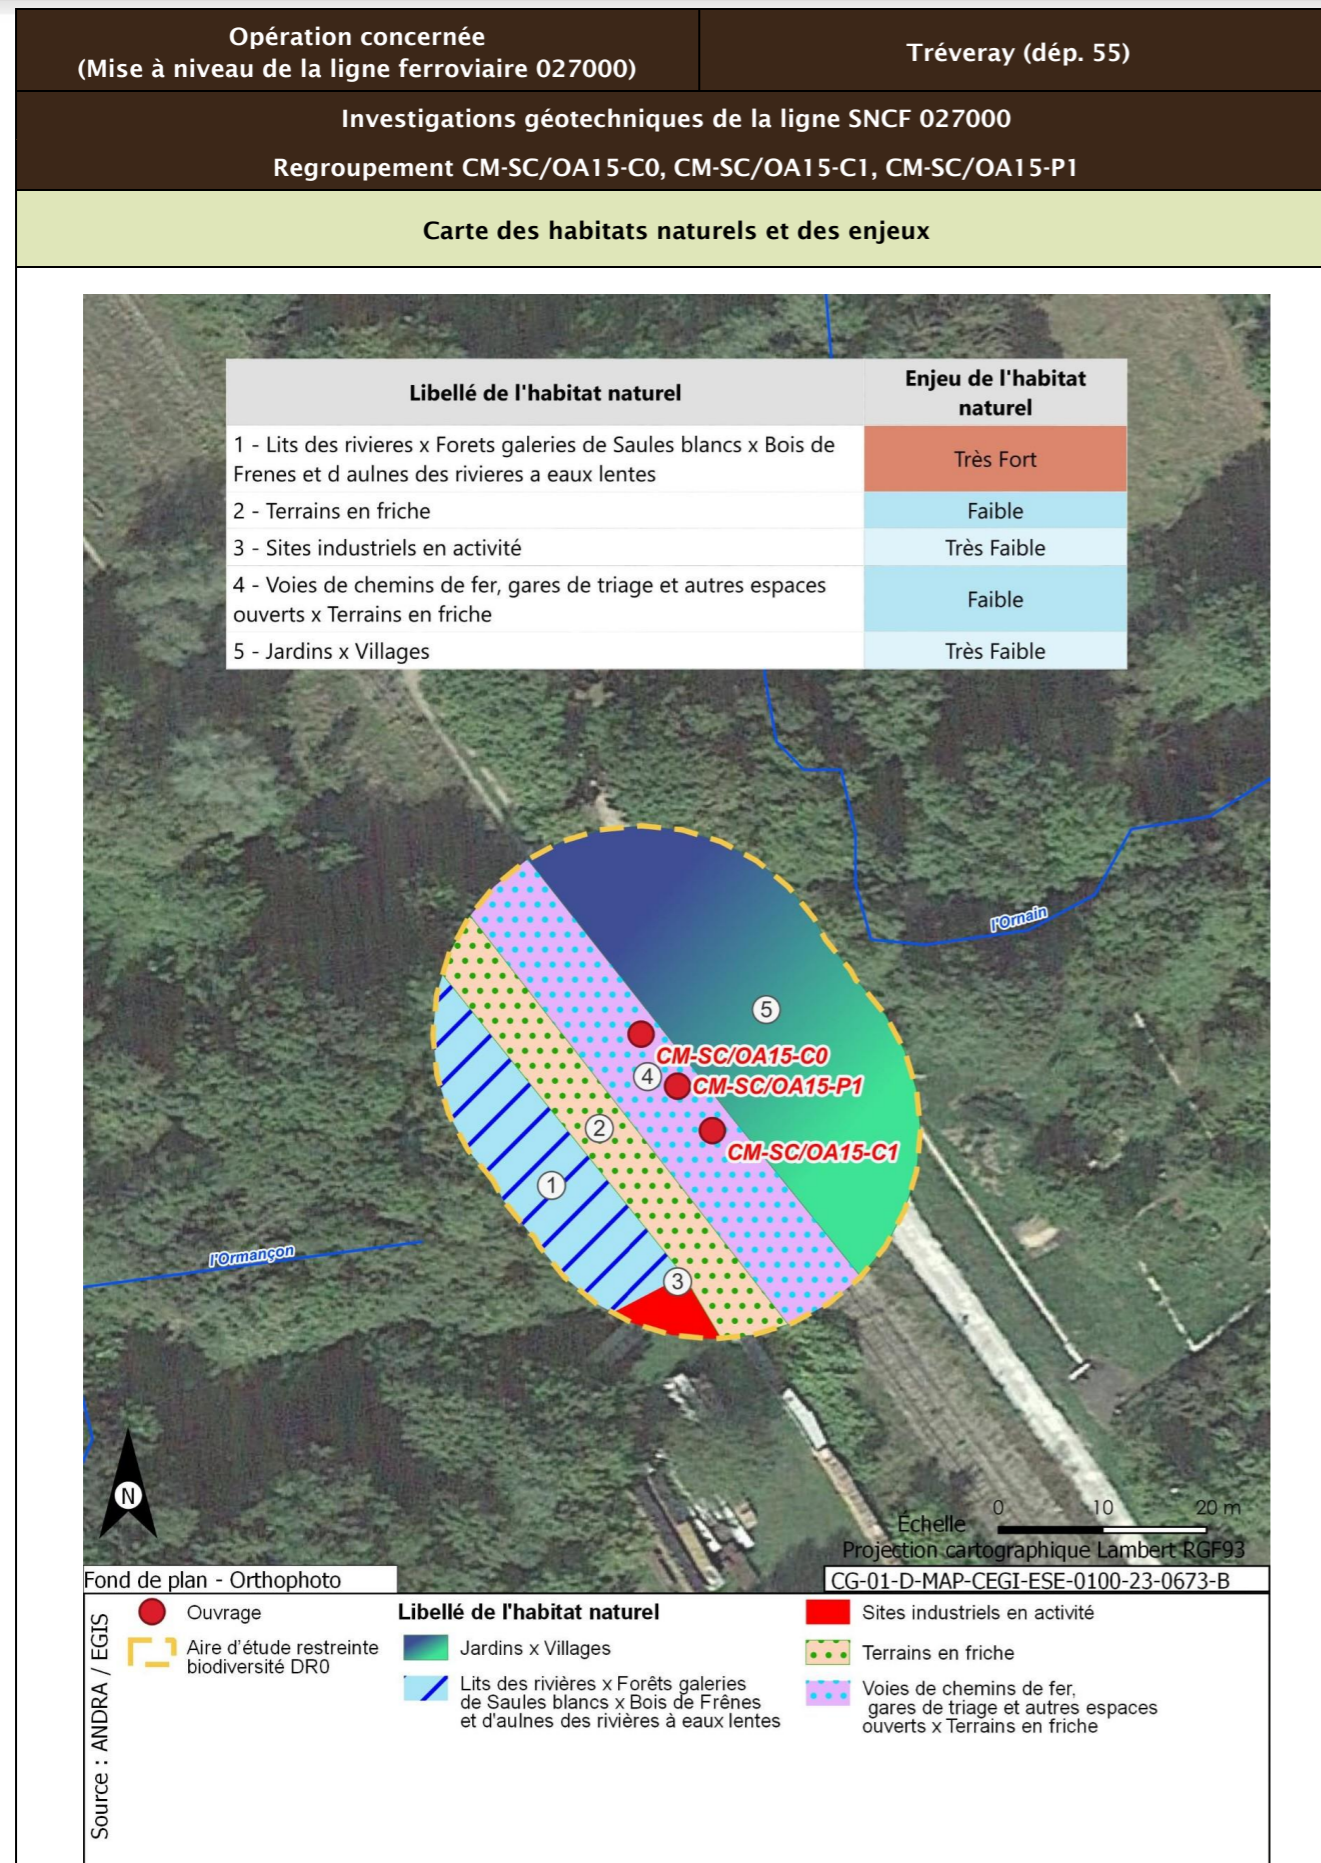 Opération concernée
(Mise à niveau de la ligne ferroviaire 027000)
Tréveray (dép. 55)
Investigations géotechniques de la ligne SNCF 027000
Regroupement CM-SC/OA15-C0, CM-SC/OA15-C1, CM-SC/OA15-P1
Carte des habitats naturels et des enjeux
Libellé de l'habitat naturel
Enjeu de l'habitat
naturel
1 - Lits des rivieres x Forets galeries de Saules blancs x Bois de
Frenes et d aulnes des rivieres a eaux lentes
Très Fort
2 - Terrains en friche
Faible
3 - Sites industriels en activité
Très Faible
4 - Voies de chemins de fer, gares de triage et autres espaces
ouverts x Terrains en friche
Faible
5 - Jardins x Villages
Très Faible
l'Ornain
5
CM-SC/OA15-C0
4
CM-SC/OA15-P1
2
CM-SC/OA15-C1
1
l'Ormançon
3
N
0 10 20 m
Échelle
Projection cartographique Lambert RGF93
Fond de plan - Orthophoto
CG-01-D-MAP-CEGI-ESE-0100-23-0673-B
Source : ANDRA / EGIS
Ouvrage
Aire d'étude restreinte
biodiversité DR0
Libellé de l'habitat naturel
Jardins x Villages
Lits des rivières x Forêts galeries
de Saules blancs x Bois de Frênes
et d'aulnes des rivières à eaux lentes
Sites industriels en activité
Terrains en friche
Voies de chemins de fer,
gares de triage et autres espaces
ouverts x Terrains en friche